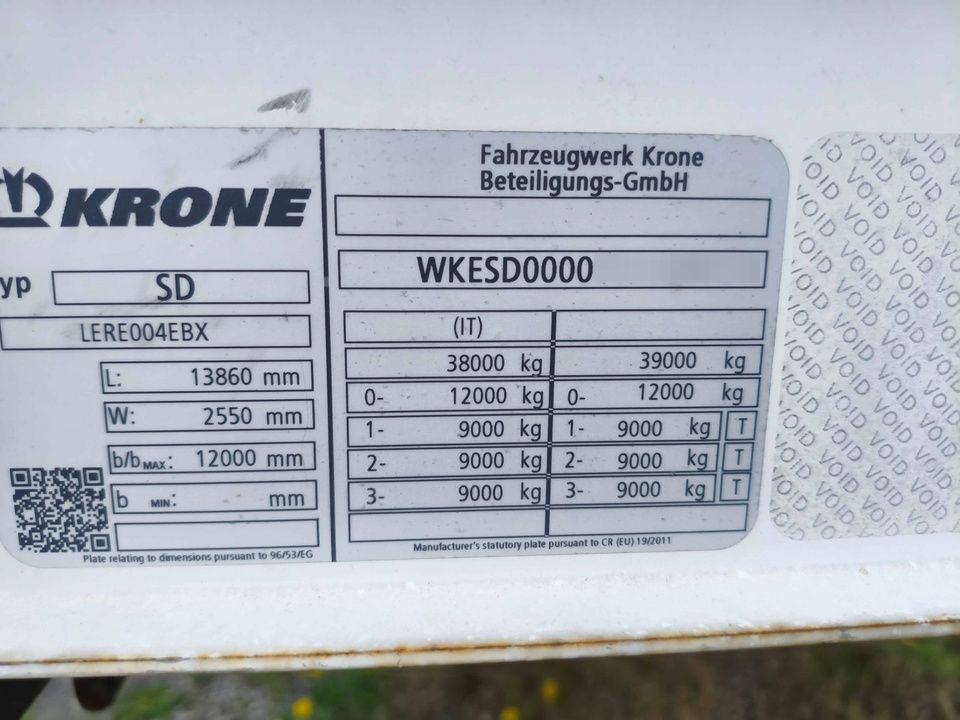 KRONE
yp SD
LERE004EBX
L: 13860 mm
W: 2550 mm
b/b MAX: 12000 mm
b MIN: mm
Plate relating to dimensions pursuant to 96/53/EG
Fahrzeugwerk Krone
Beteiligungs-GmbH
WKESD0000
(IT)
38000 kg 39000 kg
0- 12000 kg 0- 12000 kg
1- 9000 kg 1- 9000 kg T
2- 9000 kg 2- 9000 kg T
3- 9000 kg 3- 9000 kg T
Manufacturer's statutory plate pursuant to CR (EU) 19/2011
VOID VOID VOID VOID